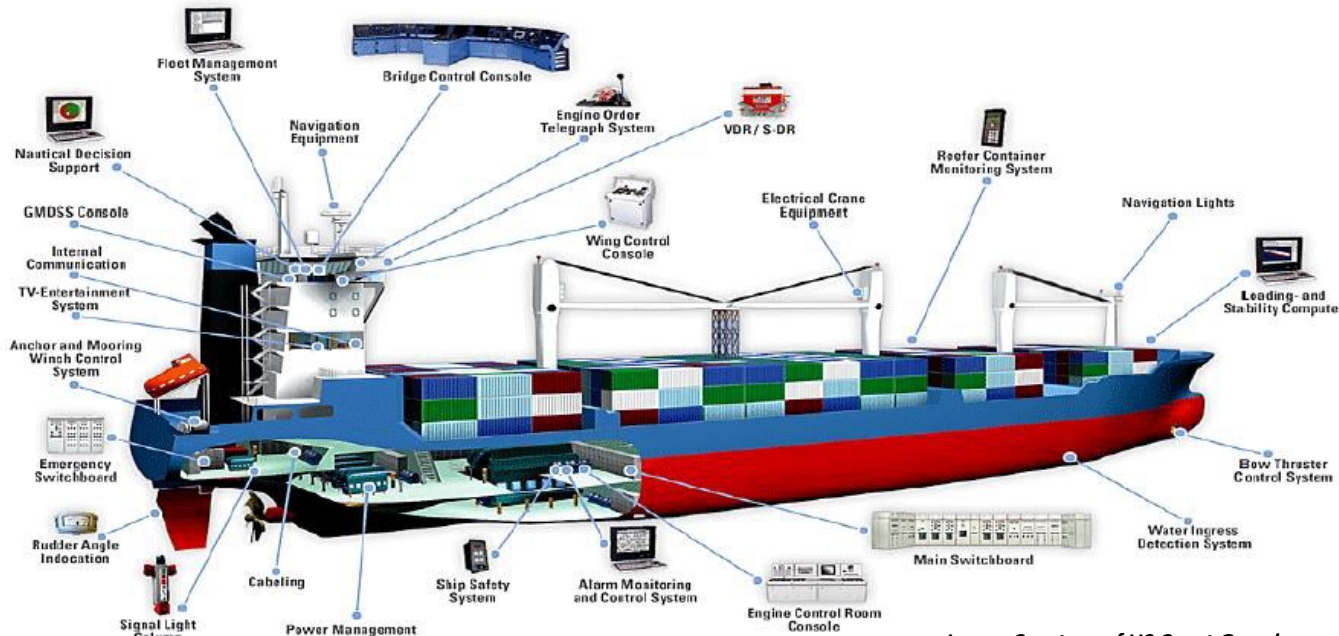 Fleet Management
System
Bridge Control Console
Nautical Decision
Support
Navigation
Equipment
Engine Order
Telegraph System
VDR / S-DR
Reefer Container
Monitoring System
GMDSS Console
Wing Control
Console
Electrical Crane
Equipment
Navigation Lights
Internal
Communication
TV-Entertainment
System
Loading- and
Stability Compute
Anchor and Mooring
Winch Control
System
Emergency
Switchboard
Bow Thruster
Control System
Rudder Angle
Indocation
Cabeling
Ship Safety
System
Alarm Monitoring
and Control System
Main Switchboard
Water Ingress
Detection System
Engine Control Room
Console
Signal Light
Power Management